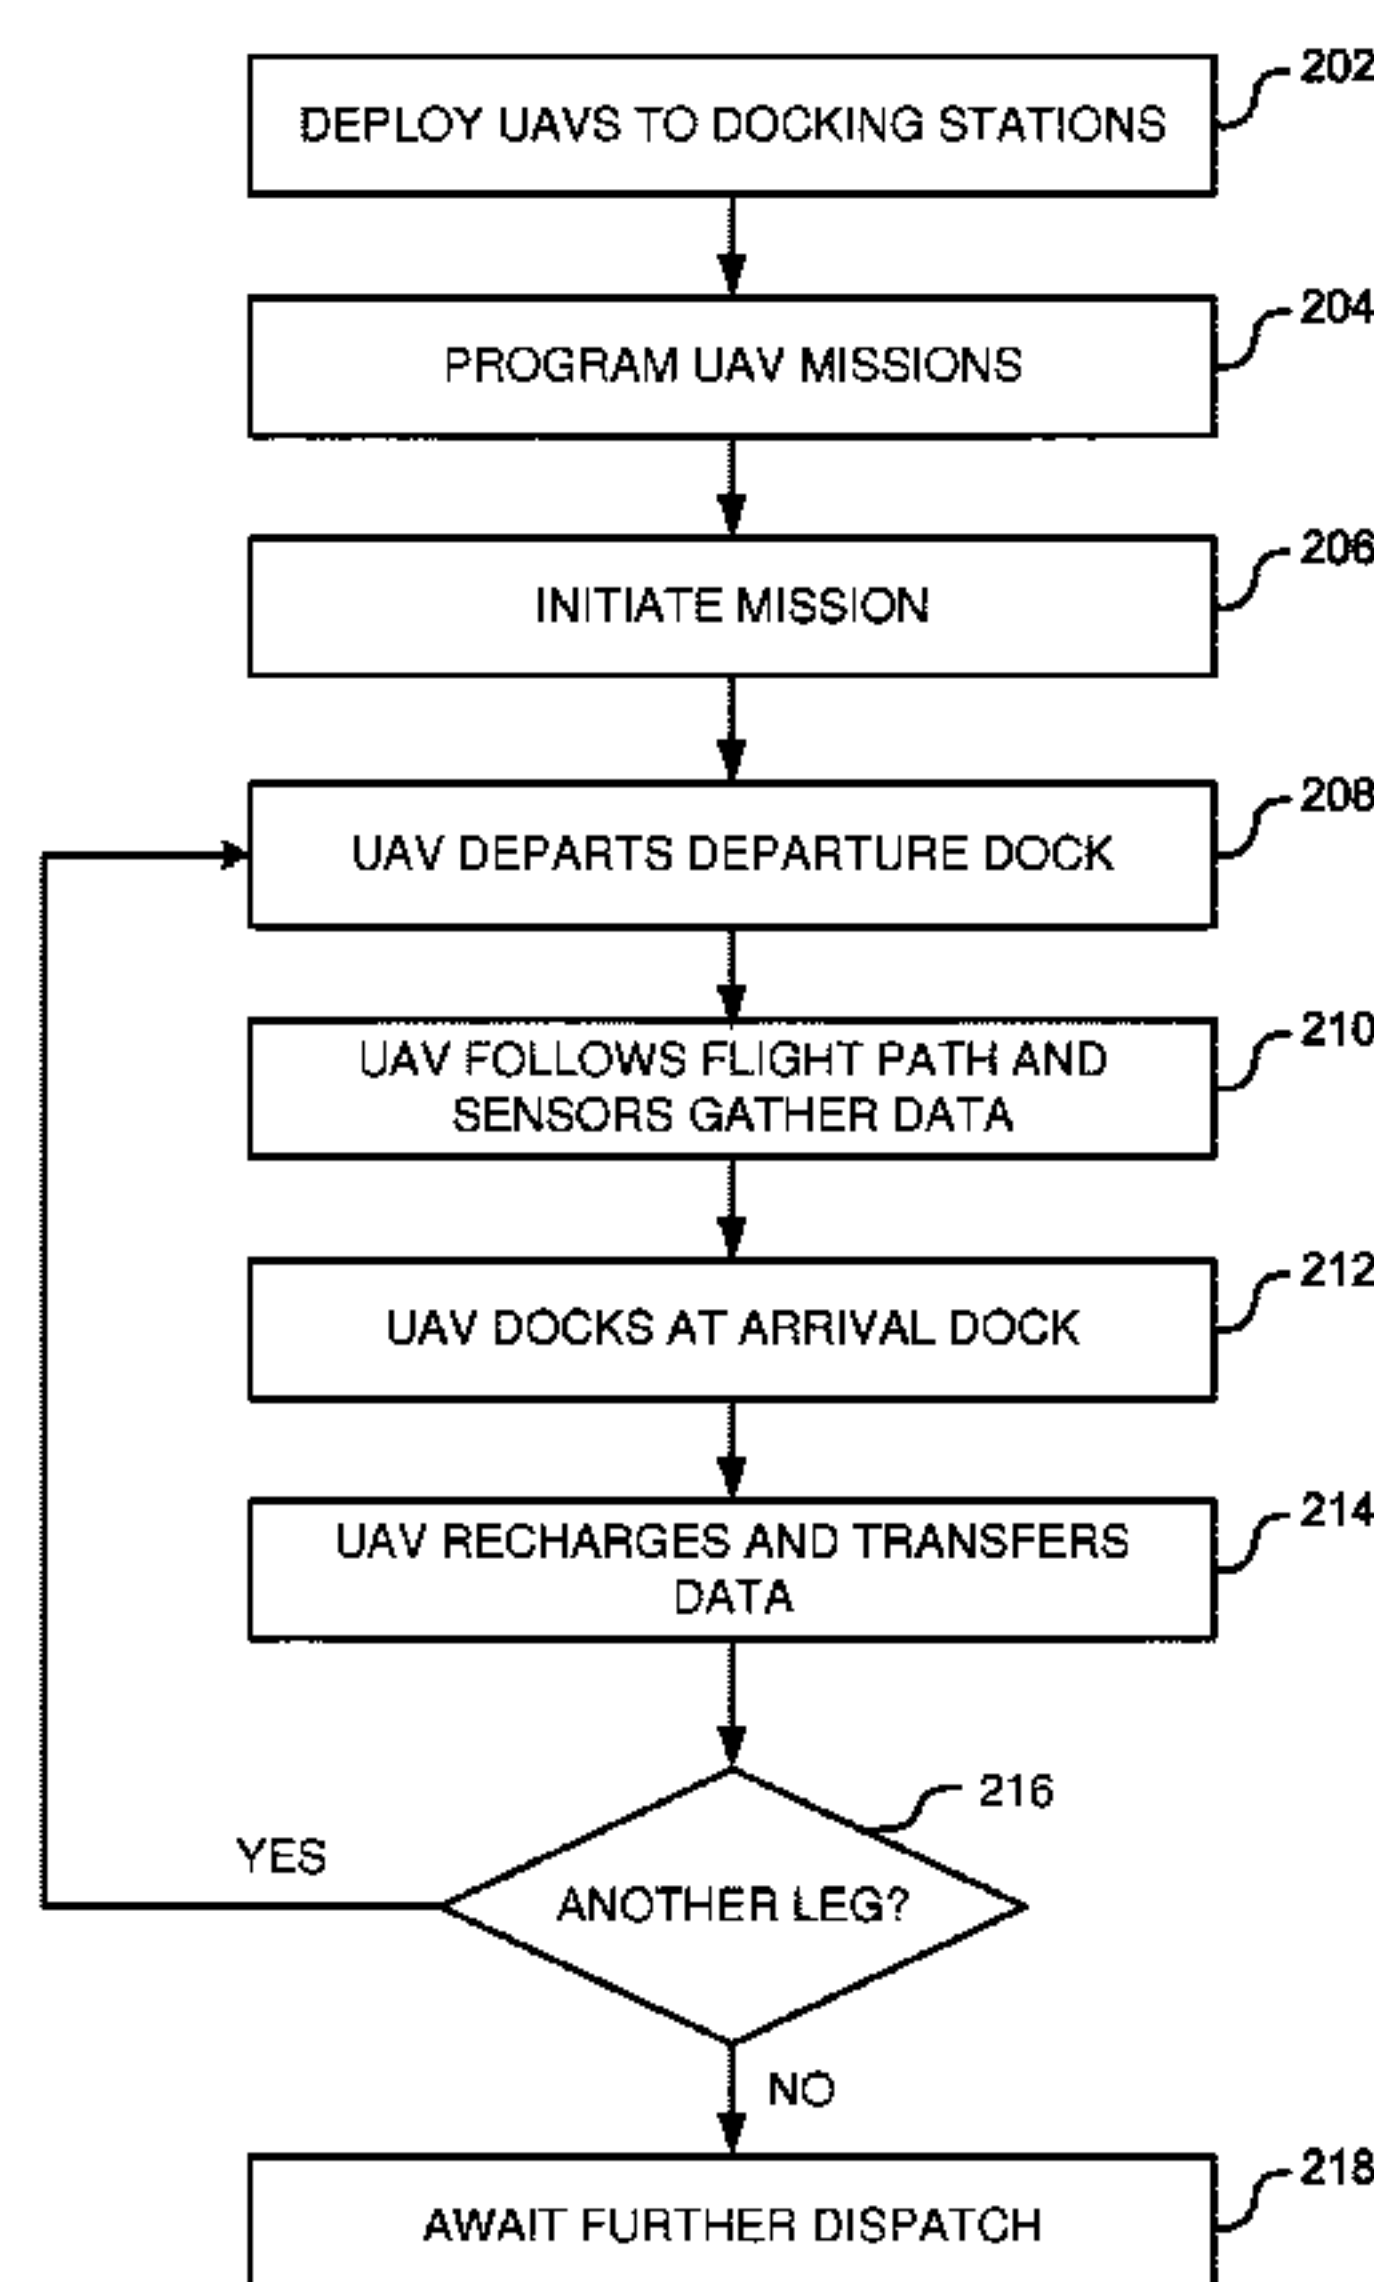 202
DEPLOY UAVS TO DOCKING STATIONS
204
PROGRAM UAV MISSIONS
206
INITIATE MISSION
208
UAV DEPARTS DEPARTURE DOCK
210
UAV FOLLOWS FLIGHT PATH AND
SENSORS GATHER DATA
212
UAV DOCKS AT ARRIVAL DOCK
214
UAV RECHARGES AND TRANSFERS
DATA
216
YES
ANOTHER LEG?
NO
218
AWAIT FURTHER DISPATCH